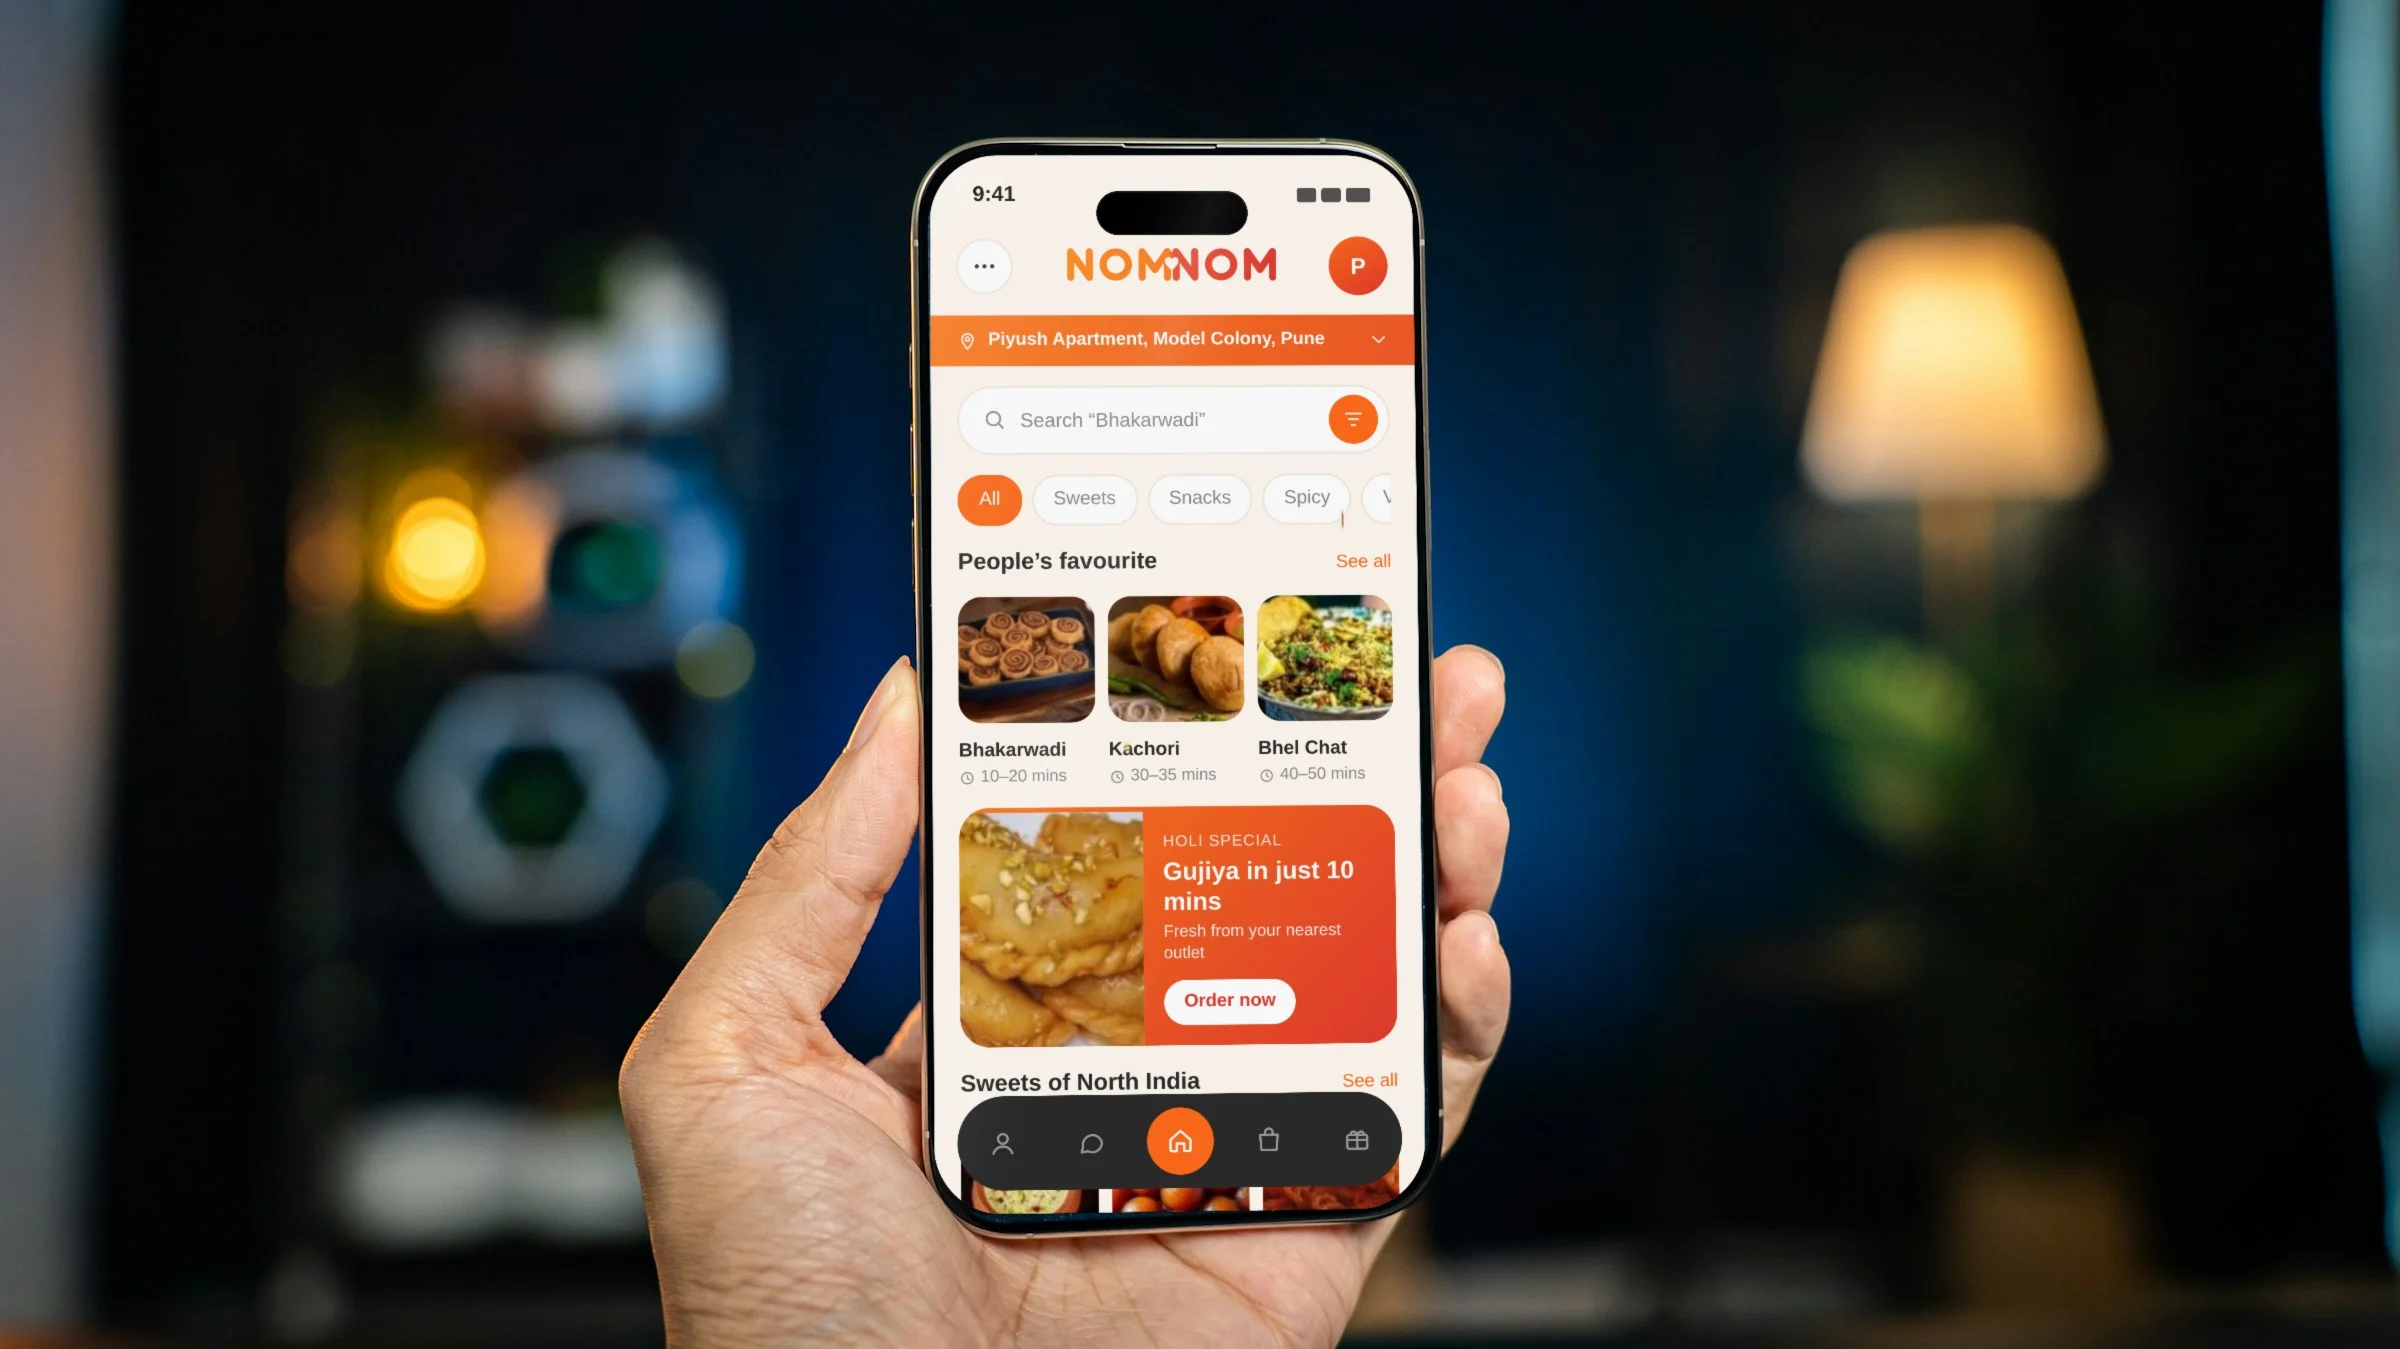 9:41
NOMNOM
P
Piyush Apartment, Model Colony, Pune
Search “Bhakarwadi”
All
Sweets
Snacks
Spicy
People’s favourite
See all
Bhakarwadi
Kachori
Bhel Chat
10–20 mins
30–35 mins
40–50 mins
HOLI SPECIAL
Gujiya in just 10
mins
Fresh from your nearest
outlet
Order now
Sweets of North India
See all